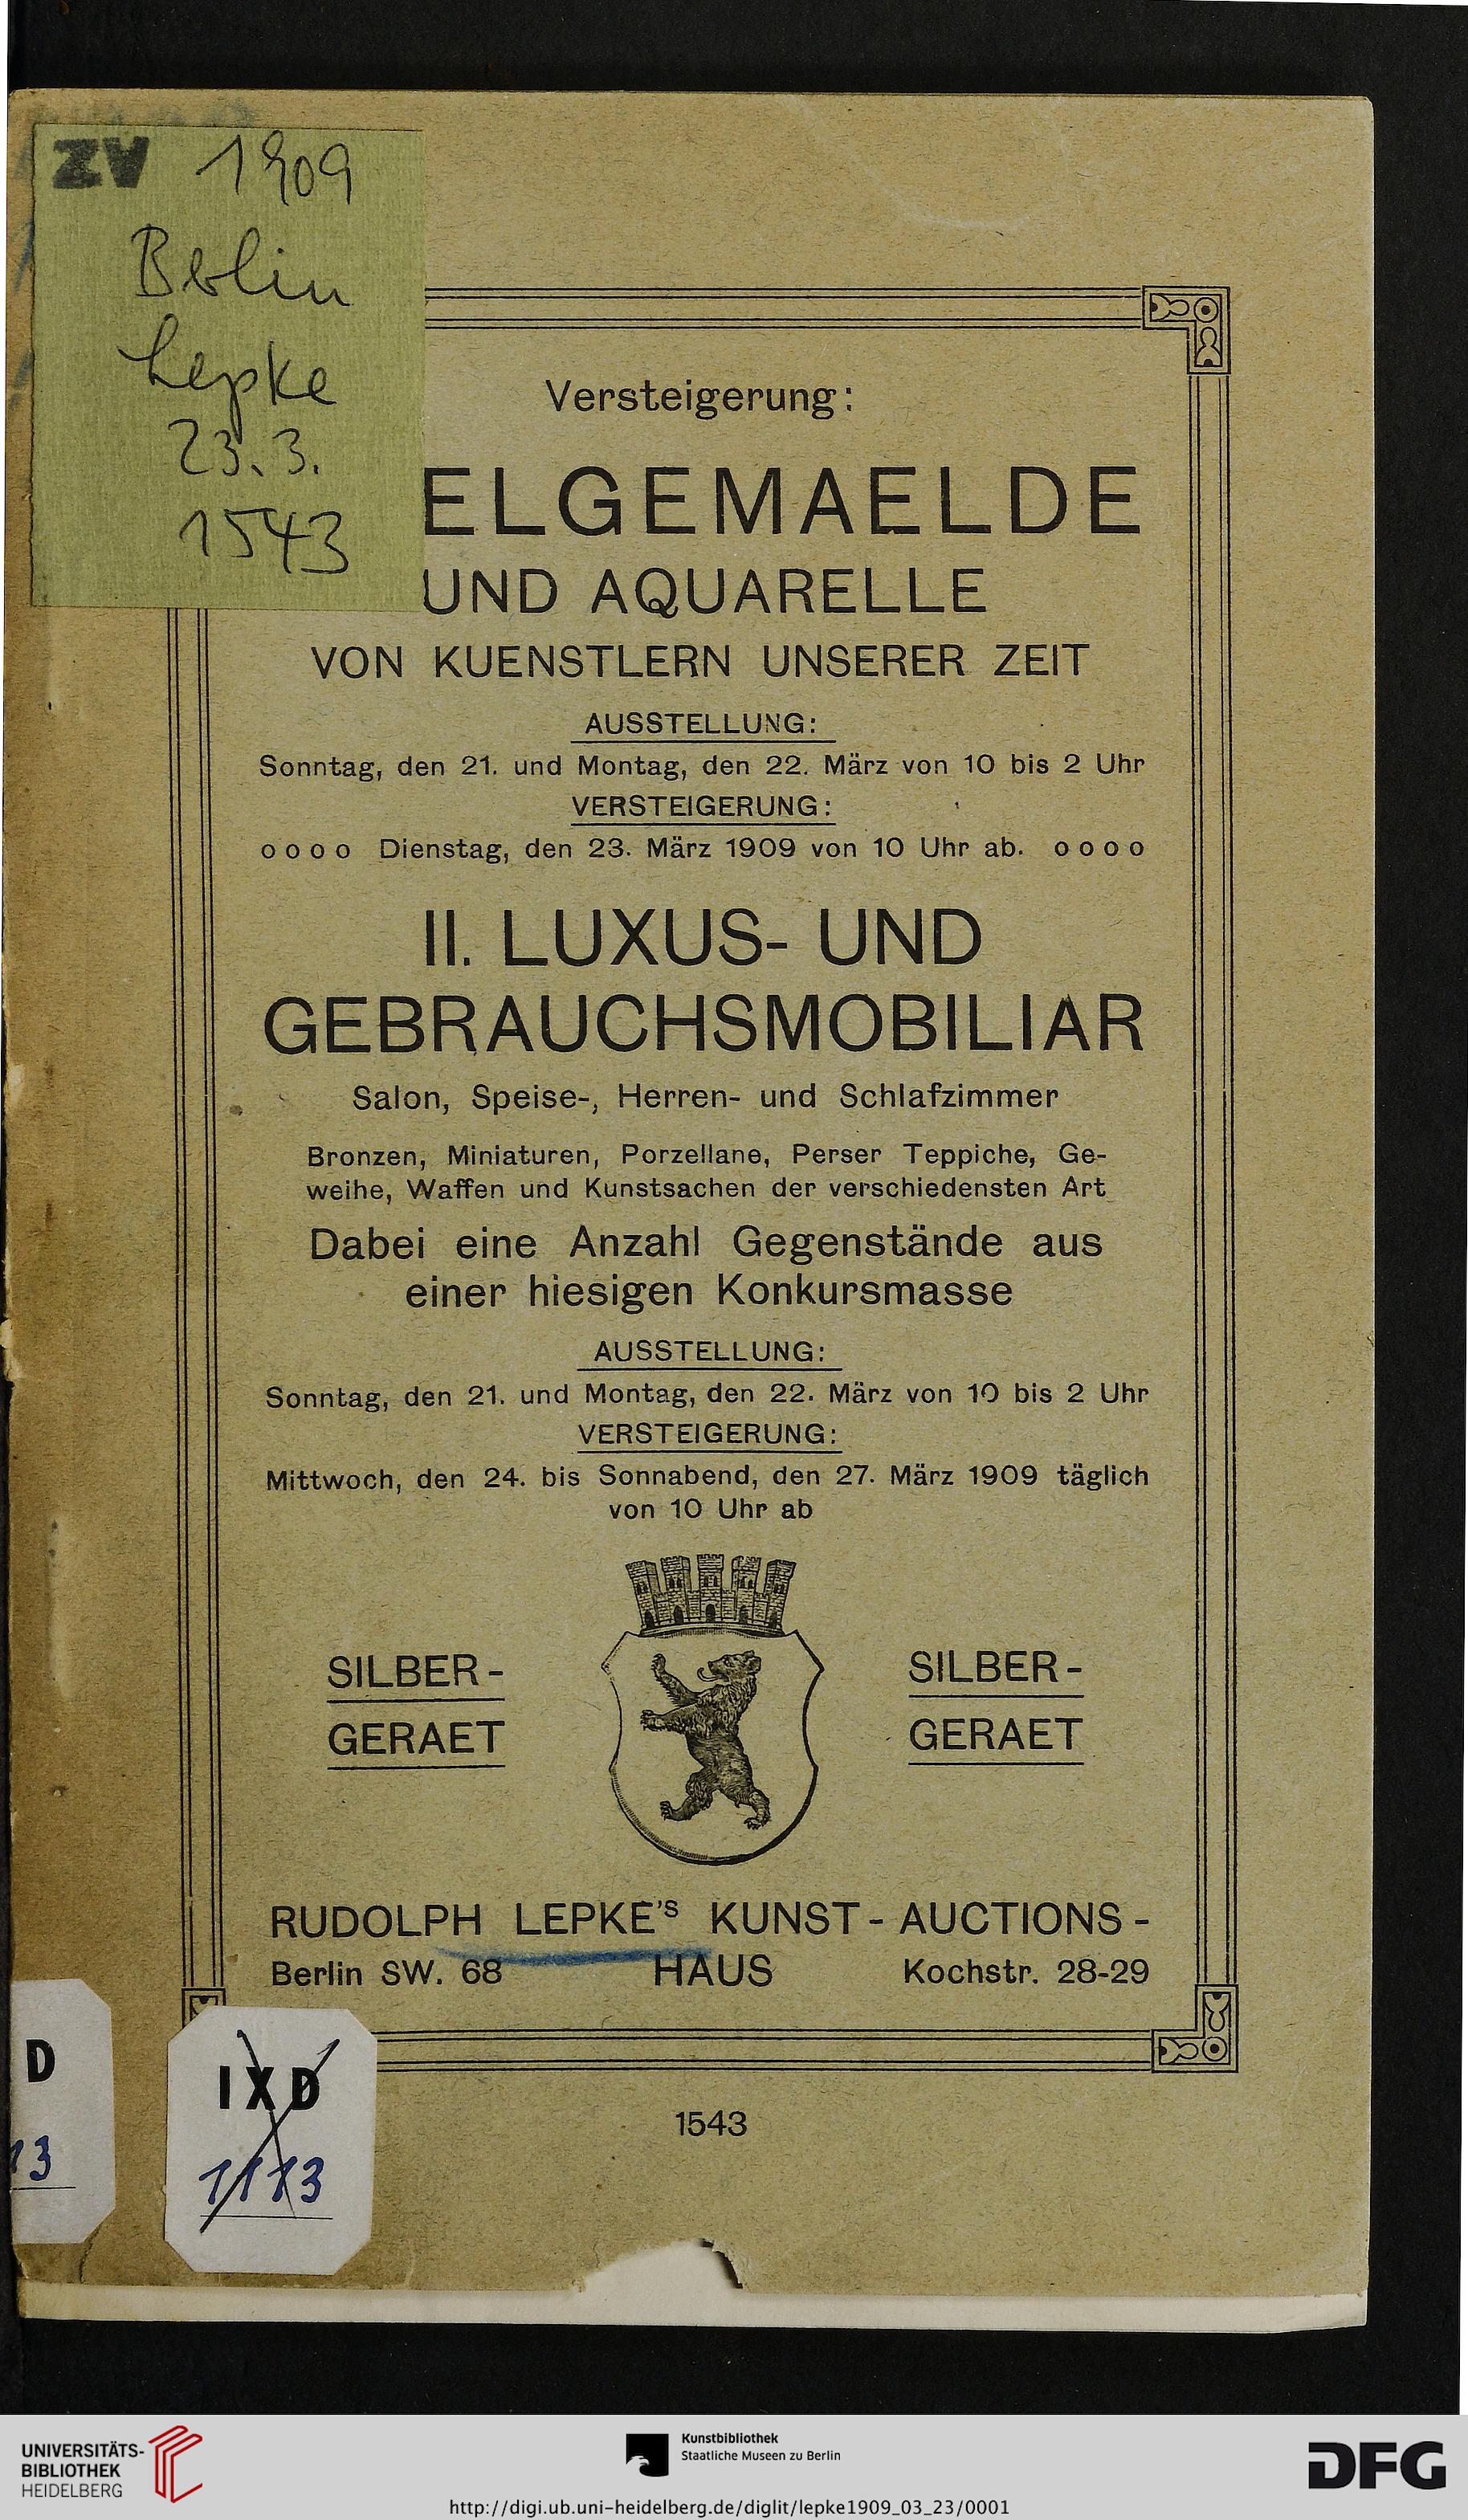 ZV 1909
Berlin
Lepke
23.3.
1543
Versteigerung:
ELGEMAELDE
UND AQUARELLE
VON KUENSTLERN UNSERER ZEIT
AUSSTELLUNG:
Sonntag, den 21. und Montag, den 22. März von 10 bis 2 Uhr
VERSTEIGERUNG:
oooo Dienstag, den 23. März 1909 von 10 Uhr ab. oooo
II. LUXUS- UND
GEBRAUCHSMOBILIAR
Salon, Speise-, Herren- und Schlafzimmer
Bronzen, Miniaturen, Porzellane, Perser Teppiche, Ge-
weihe, Waffen und Kunstsachen der verschiedensten Art
Dabei eine Anzahl Gegenstände aus
einer hiesigen Konkursmasse
AUSSTELLUNG:
Sonntag, den 21. und Montag, den 22. März von 10 bis 2 Uhr
VERSTEIGERUNG:
Mittwoch, den 24. bis Sonnabend, den 27. März 1909 täglich
von 10 Uhr ab
SILBER-
GERAET
SILBER-
GERAET
RUDOLPH LEPKE's KUNST-AUCTIONS-
Berlin SW. 68 HAUS Kochstr. 28-29
D
13
IX D
1113
1543
UNIVERSITÄTS-
BIBLIOTHEK
HEIDELBERG
Kunstbibliothek
Staatliche Museen zu Berlin
DFG
http://digi.ub.uni-heidelberg.de/diglit/lepke1909_03_23/0001